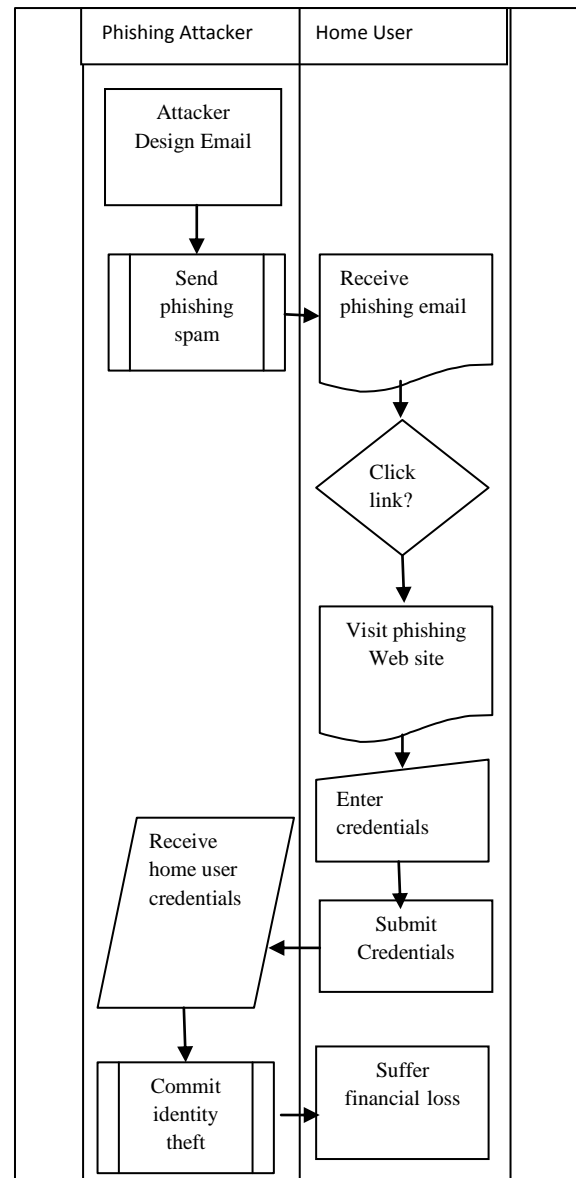 Phishing Attacker
Home User
Attacker
Design Email
Send
phishing
spam
Receive
phishing email
Click
link?
Visit phishing
Web site
Enter
credentials
Submit
Credentials
Receive
home user
credentials
Commit
identity
theft
Suffer
financial loss